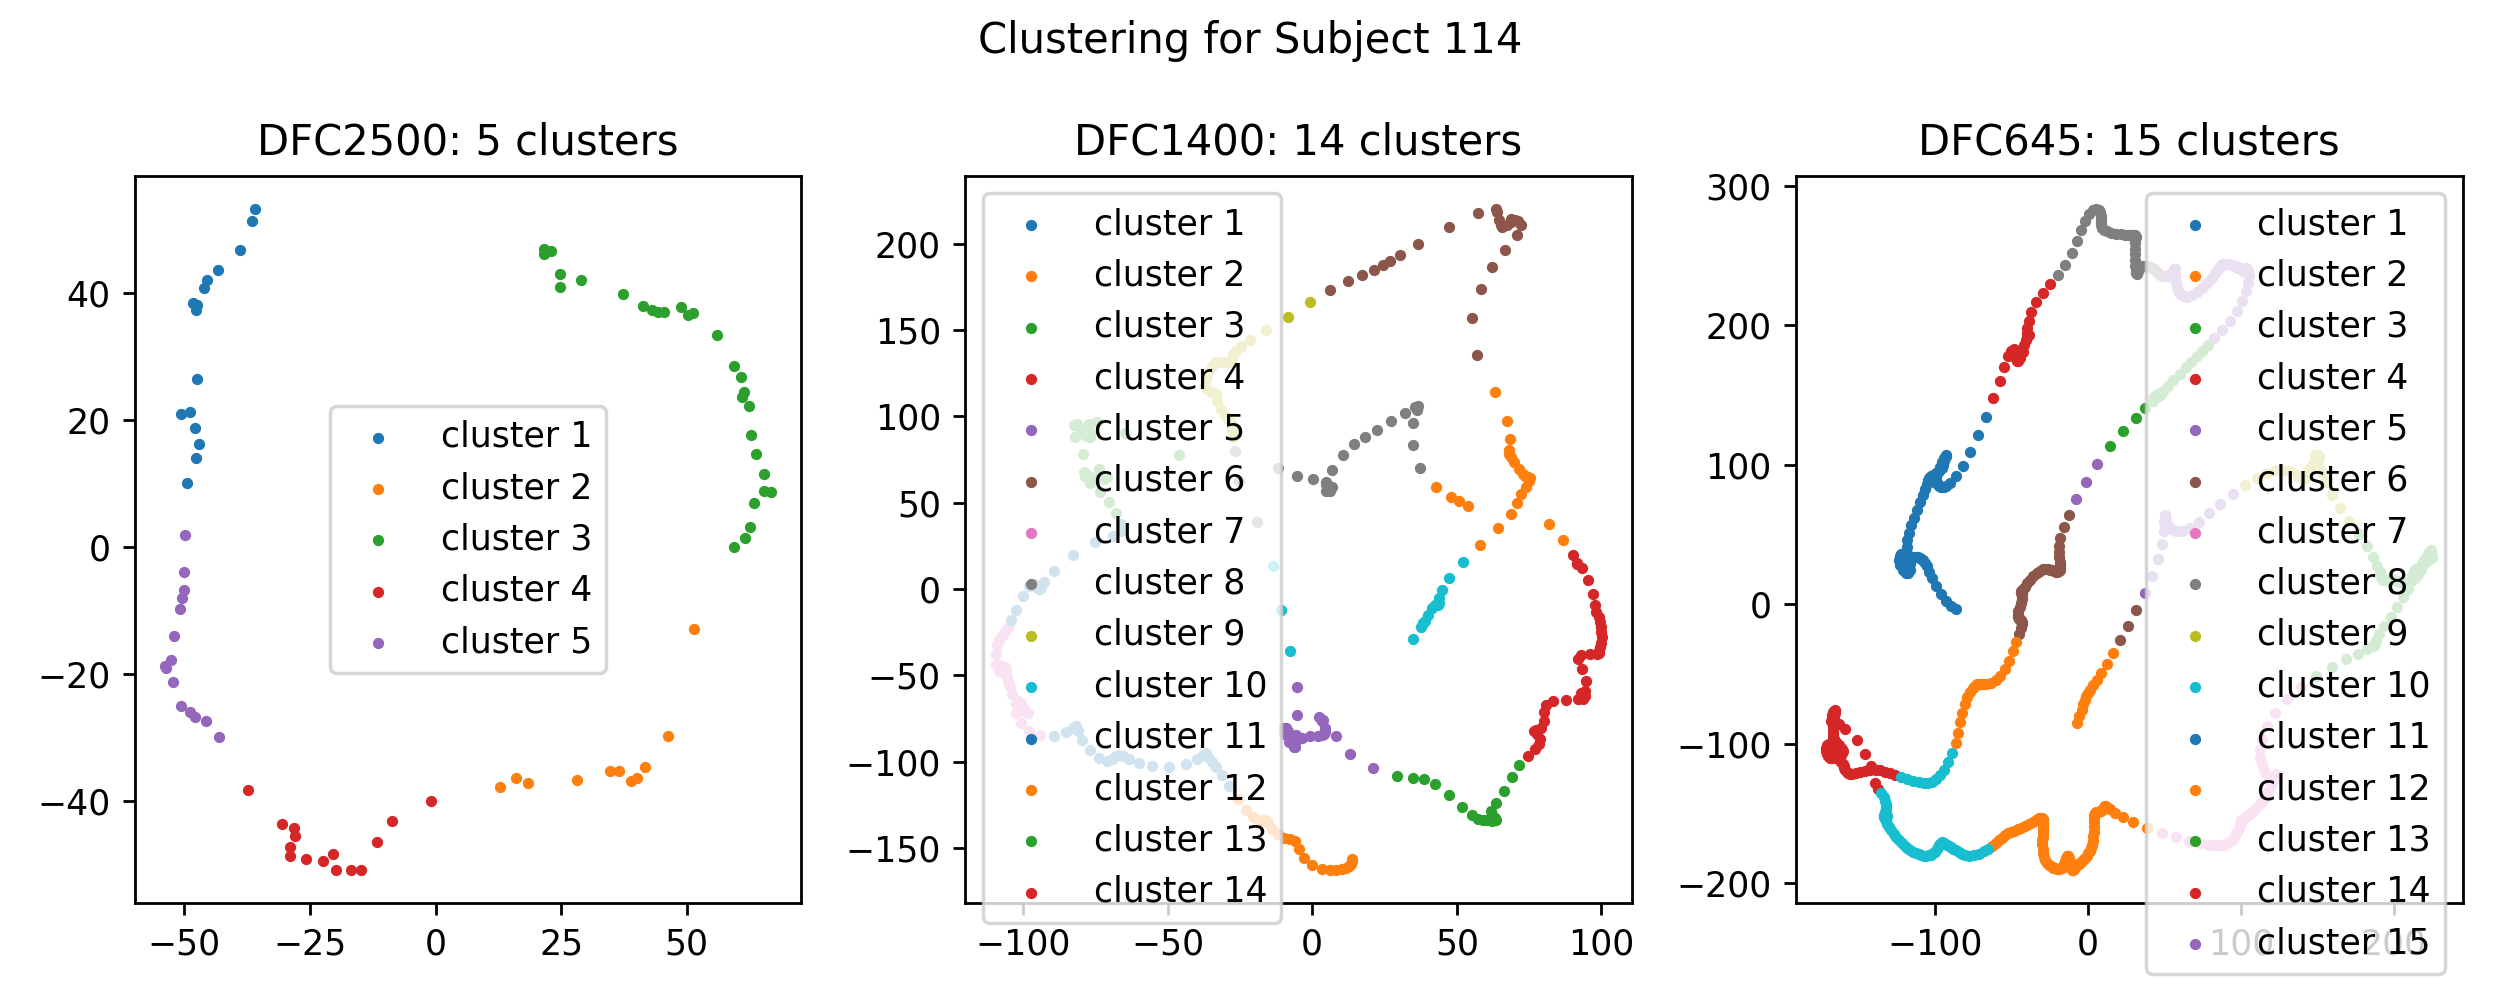 Clustering for Subject 114
DFC2500: 5 clusters
40
20
0
−20
−40
−50
−25
0
25
50
cluster 1
cluster 2
cluster 3
cluster 4
cluster 5
DFC1400: 14 clusters
200
150
100
50
0
−50
−100
−150
−100
−50
0
50
100
cluster 1
cluster 2
cluster 3
cluster 4
cluster 5
cluster 6
cluster 7
cluster 8
cluster 9
cluster 10
cluster 11
cluster 12
cluster 13
cluster 14
DFC645: 15 clusters
300
200
100
0
−100
−200
−100
0
100
200
cluster 1
cluster 2
cluster 3
cluster 4
cluster 5
cluster 6
cluster 7
cluster 8
cluster 9
cluster 10
cluster 11
cluster 12
cluster 13
cluster 14
cluster 15